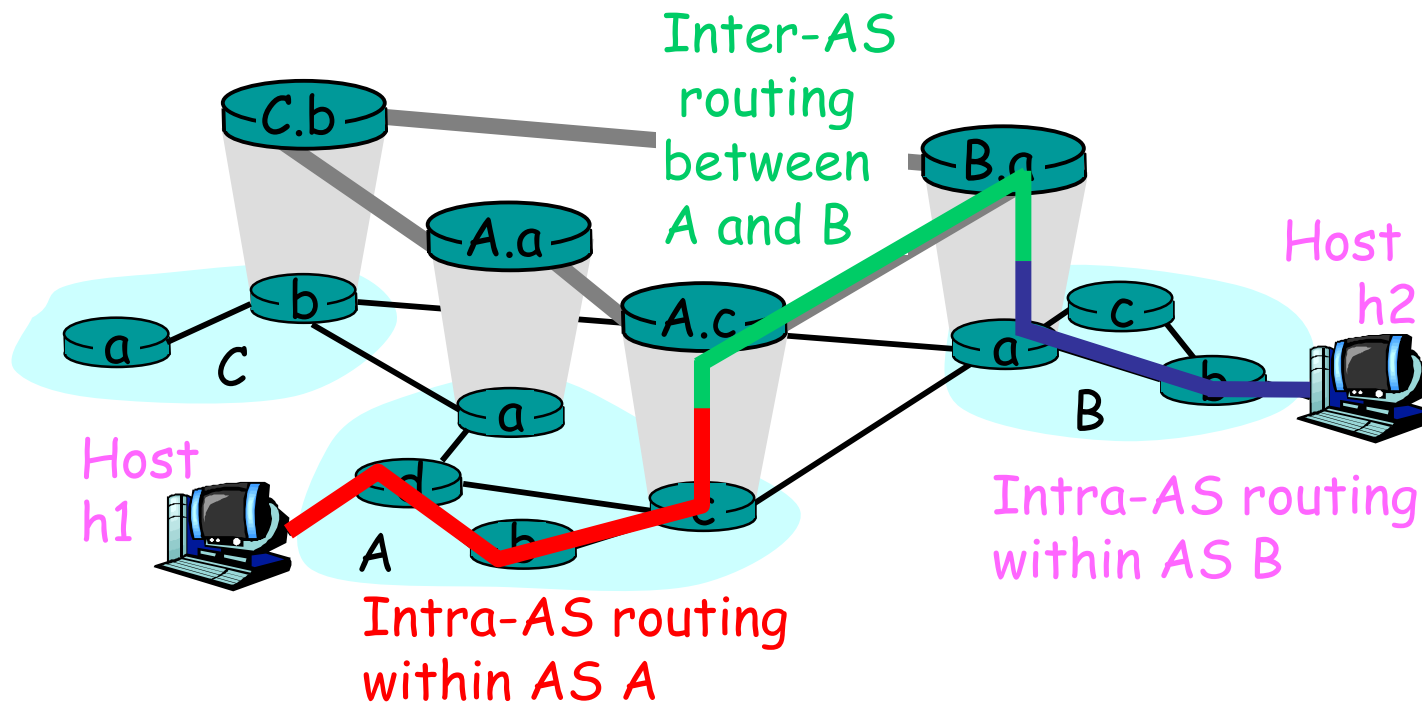 Inter-AS
routing
between
A and B
C.b
B.a
A.a
Host
h2
A.c
b
c
a
a
C
b
a
B
Host
h1
d
Intra-AS routing
within AS B
c
A
b
Intra-AS routing
within AS A